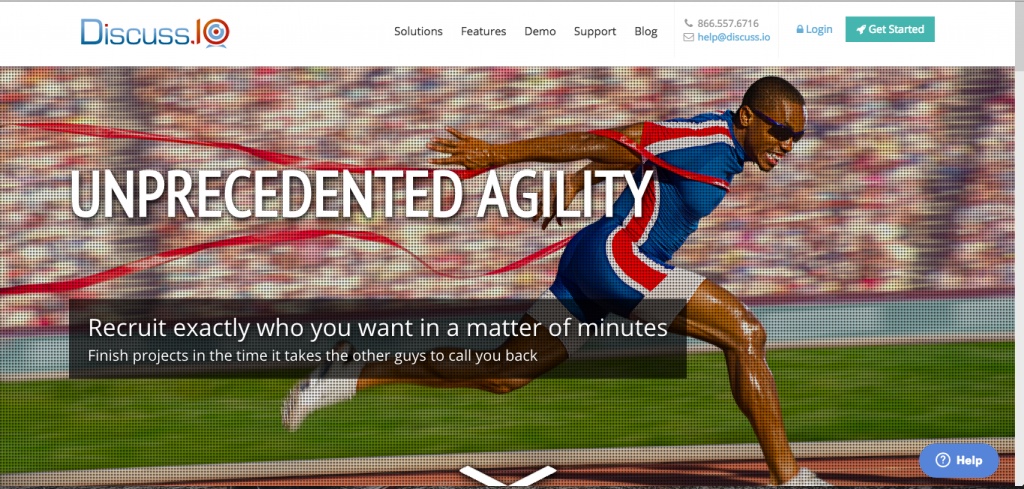 Discuss.IO
Solutions Features Demo Support Blog
866.557.6716
help@discuss.io
Login
Get Started
UNPRECEDENTED AGILITY
Recruit exactly who you want in a matter of minutes
Finish projects in the time it takes the other guys to call you back
Help